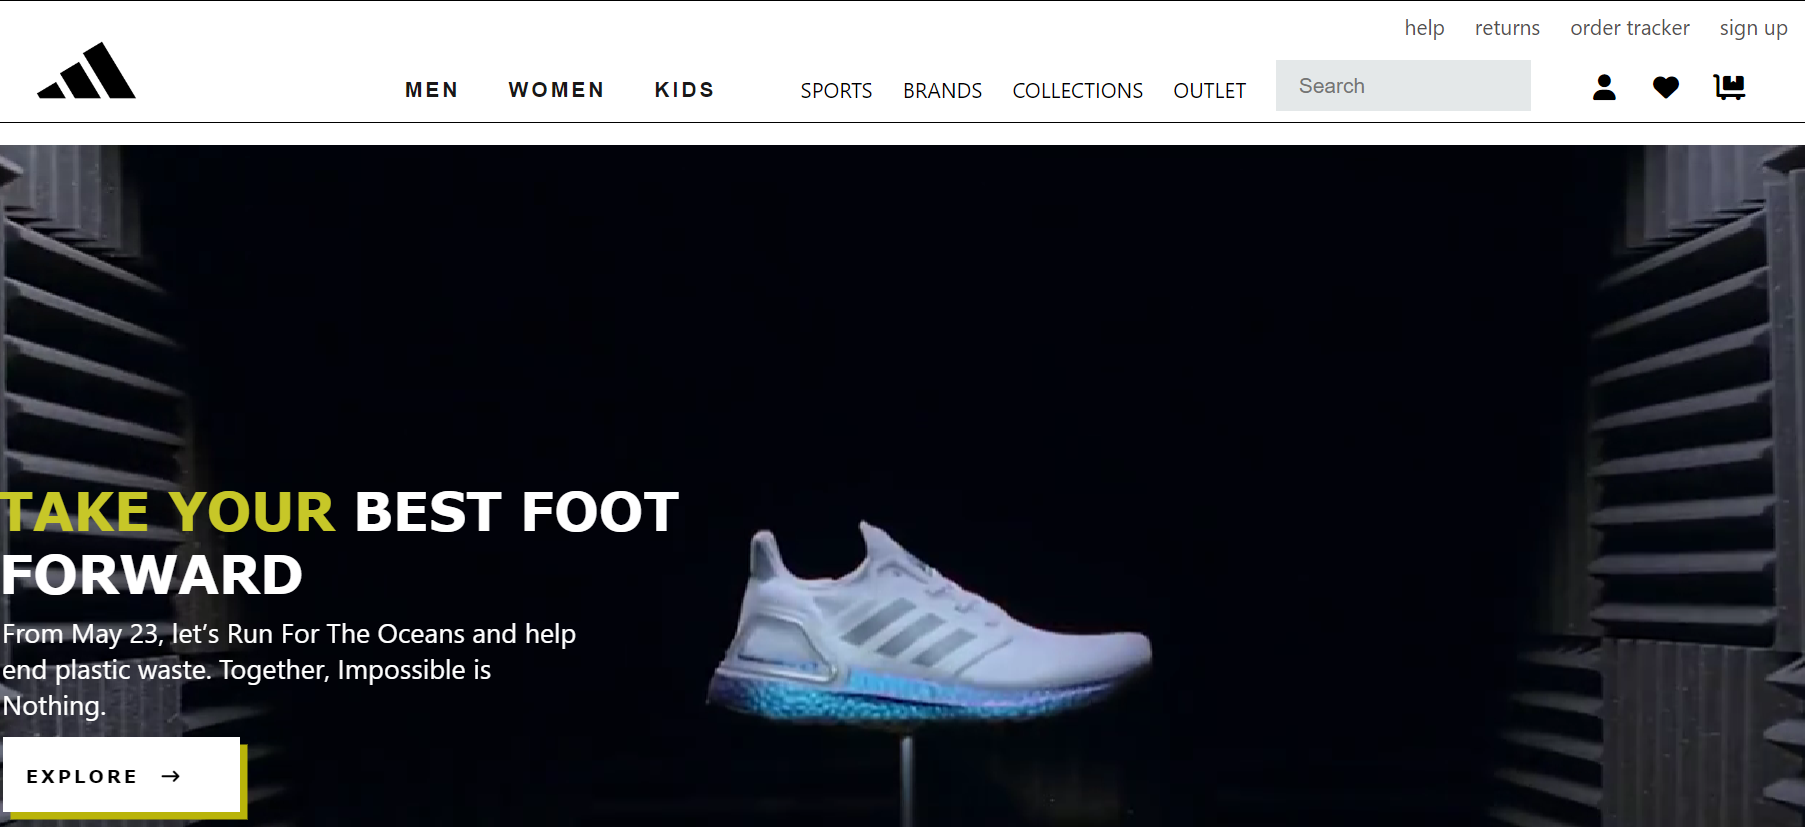 help returns order tracker sign up
MEN WOMEN KIDS SPORTS BRANDS COLLECTIONS OUTLET Search
TAKE YOUR BEST FOOT
FORWARD
From May 23, let’s Run For The Oceans and help
end plastic waste. Together, Impossible is
Nothing.
EXPLORE →